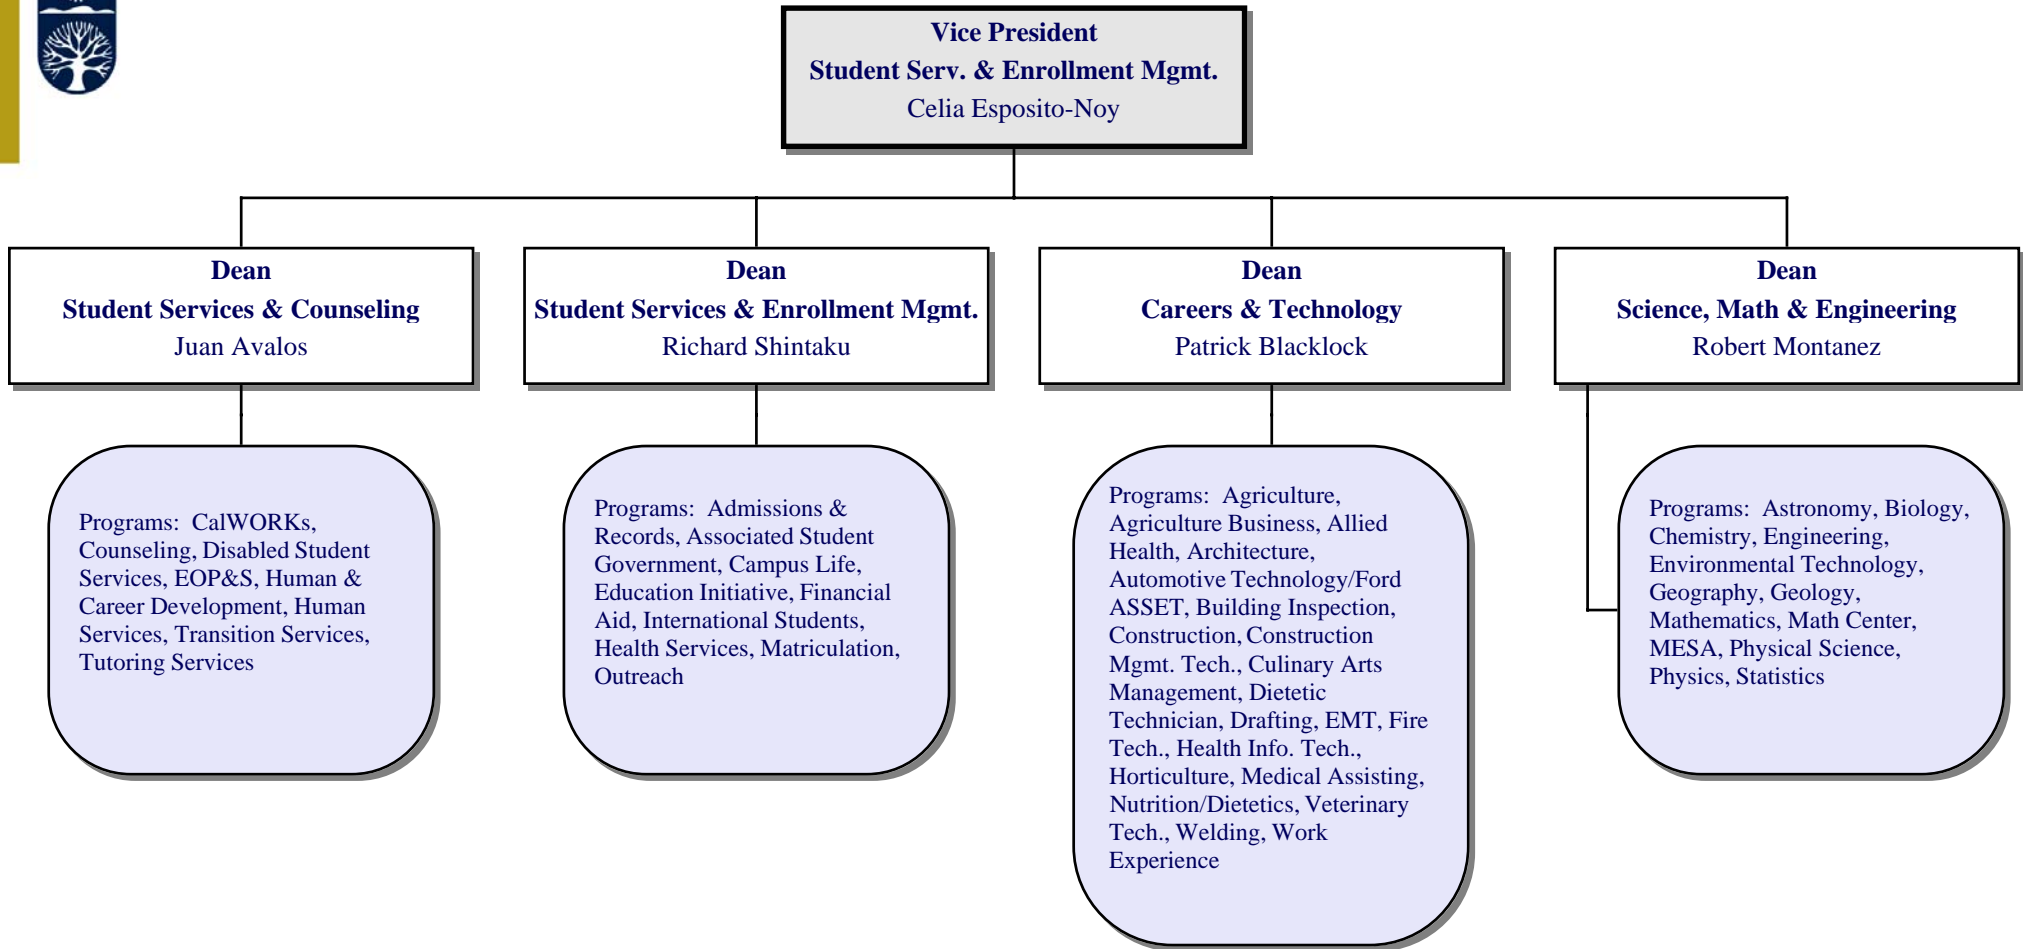 Vice President
Student Serv. & Enrollment Mgmt.
Celia Esposito-Noy
Dean
Student Services & Counseling
Juan Avalos
Dean
Student Services & Enrollment Mgmt.
Richard Shintaku
Dean
Careers & Technology
Patrick Blacklock
Dean
Science, Math & Engineering
Robert Montanez
Programs: CalWORKs,
Counseling, Disabled Student
Services, EOP&S, Human &
Career Development, Human
Services, Transition Services,
Tutoring Services
Programs: Admissions &
Records, Associated Student
Government, Campus Life,
Education Initiative, Financial
Aid, International Students,
Health Services, Matriculation,
Outreach
Programs: Agriculture,
Agriculture Business, Allied
Health, Architecture,
Automotive Technology/Ford
ASSET, Building Inspection,
Construction, Construction
Mgmt. Tech., Culinary Arts
Management, Dietetic
Technician, Drafting, EMT, Fire
Tech., Health Info. Tech.,
Horticulture, Medical Assisting,
Nutrition/Dietetics, Veterinary
Tech., Welding, Work
Experience
Programs: Astronomy, Biology,
Chemistry, Engineering,
Environmental Technology,
Geography, Geology,
Mathematics, Math Center,
MESA, Physical Science,
Physics, Statistics